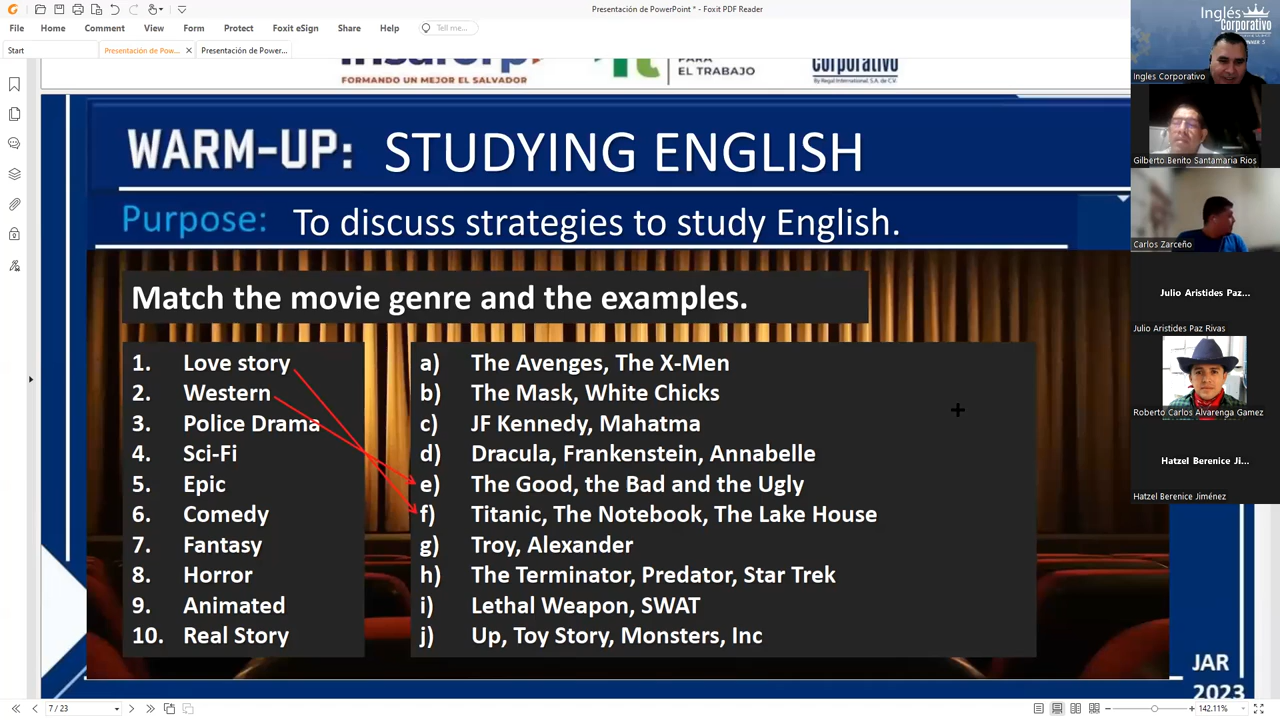 Presentación de PowerPoint * - Foxit PDF Reader
File Home Comment View Form Protect Foxit eSign Share Help Tell me...
Start Presentación de Pow... Presentación de Power...
FORMANDO UN MEJOR EL SALVADOR
PARA
EL TRABAJO
Corporativo
By Regal International, S.A. de C.V.
WARM-UP: STUDYING ENGLISH
Purpose: To discuss strategies to study English.
Match the movie genre and the examples.
1. Love story
2. Western
3. Police Drama
4. Sci-Fi
5. Epic
6. Comedy
7. Fantasy
8. Horror
9. Animated
10. Real Story
a) The Avenges, The X-Men
b) The Mask, White Chicks
c) JF Kennedy, Mahatma
d) Dracula, Frankenstein, Annabelle
e) The Good, the Bad and the Ugly
f) Titanic, The Notebook, The Lake House
g) Troy, Alexander
h) The Terminator, Predator, Star Trek
i) Lethal Weapon, SWAT
j) Up, Toy Story, Monsters, Inc
JAR
2023
Inglés
Corporativo
Ingles Corporativo
Gilberto Benito Santamaria Rios
Carlos Zarceño
Julio Aristides Paz...
Julio Aristides Paz Rivas
Roberto Carlos Alvarenga Gamez
Hatzel Berenice Ji...
Hatzel Berenice Jiménez
7 / 23
142.11%